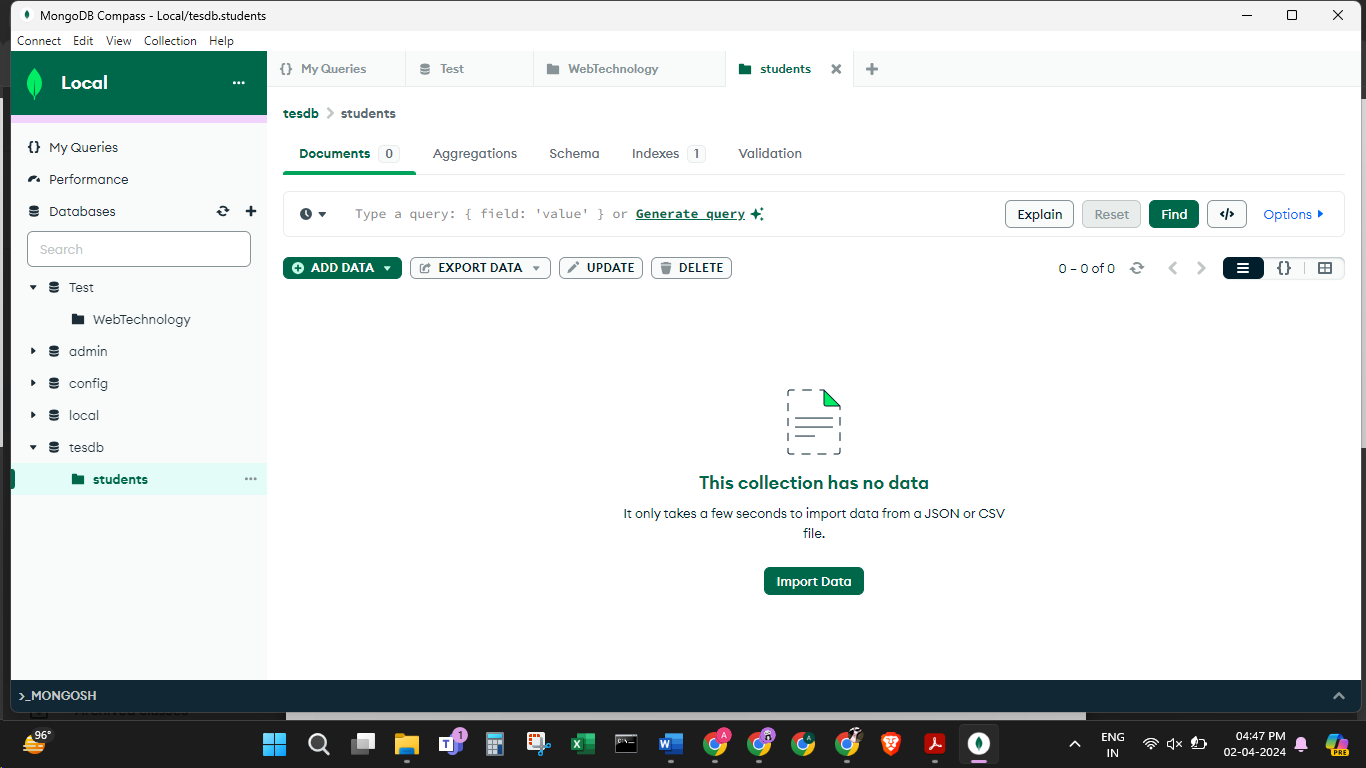 MongoDB Compass - Local/tesdb.students
Connect Edit View Collection Help
Local
My Queries
Performance
Databases
Search
Test
WebTechnology
admin
config
local
tesdb
students
{} My Queries
Test
WebTechnology
students
tesdb > students
Documents 0
Aggregations
Schema
Indexes 1
Validation
Type a query: { field: 'value' } or Generate query
Explain
Reset
Find
</>
Options
ADD DATA
EXPORT DATA
UPDATE
DELETE
0 – 0 of 0
{}
This collection has no data
It only takes a few seconds to import data from a JSON or CSV
file.
Import Data
>_MONGOSH
96°
1
A
A
ENG
IN
04:47 PM
02-04-2024
PRE